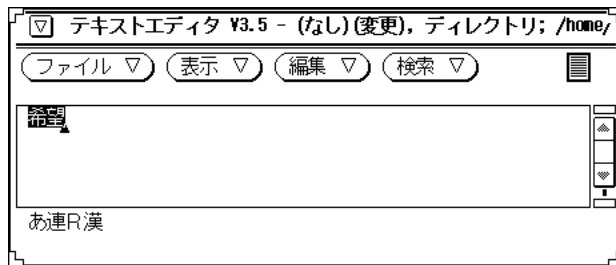 テキストエディタ V3.5 - (なし)(変更), ディレクトリ; /home/
ファイル ▽ 表示 ▽ 編集 ▽ 検索 ▽
希望
あ連R漢